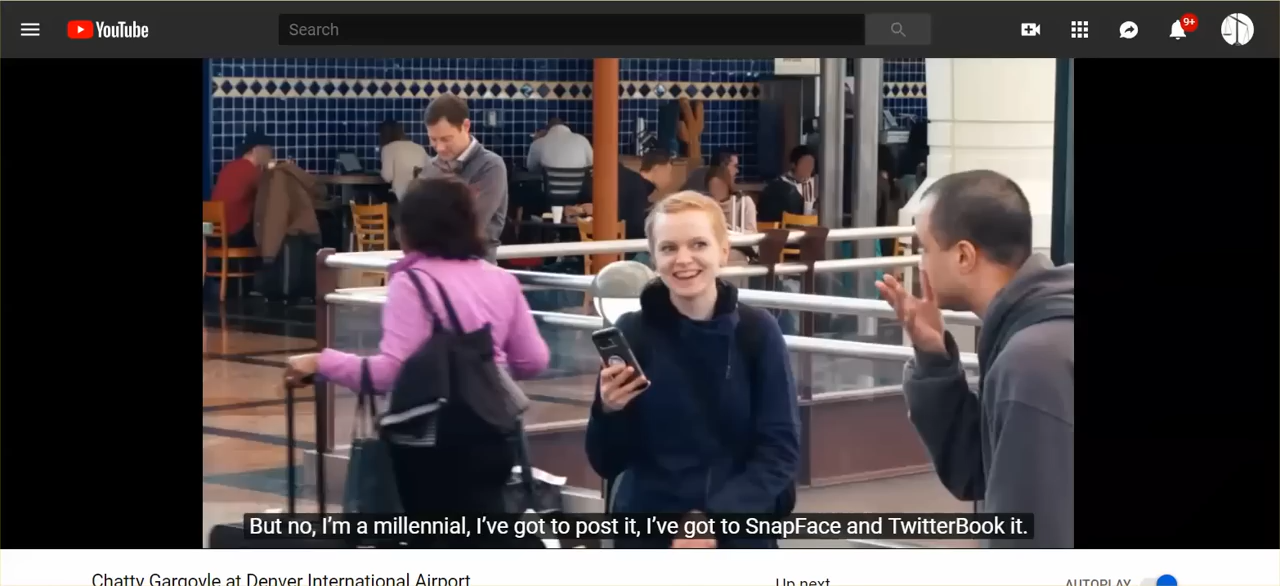 YouTube
Search
9+
But no, I'm a millennial, I've got to post it, I've got to SnapFace and TwitterBook it.
Chatty Gargoyle at Denver International Airport
Up next
AUTOPLAY